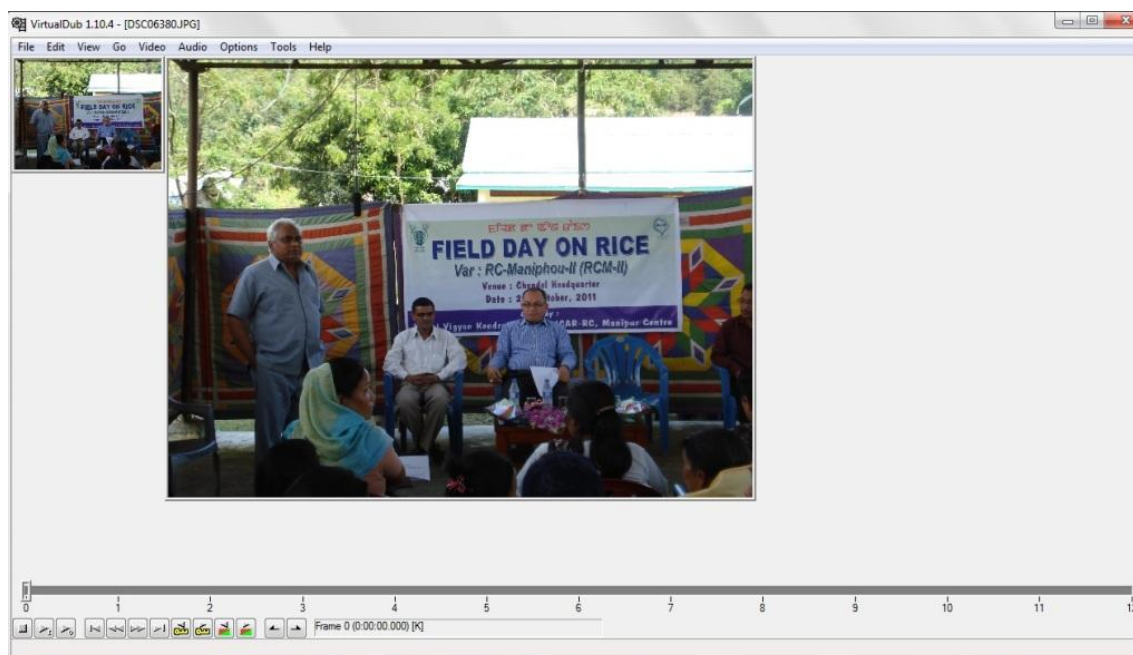 VirtualDub 1.10.4 - [DSC06380.JPG]
File Edit View Go Video Audio Options Tools Help
FIELD DAY ON RICE
Var : RC-Maniphou-II (RCM-II)
Venue : Chandel Headquarter
Date : October, 2011
Vigyan ICAR-RC, Manipur Centre
0 1 2 3 4 5 6 7 8 9 10 11
Frame 0 (0:00:00.000) [K]